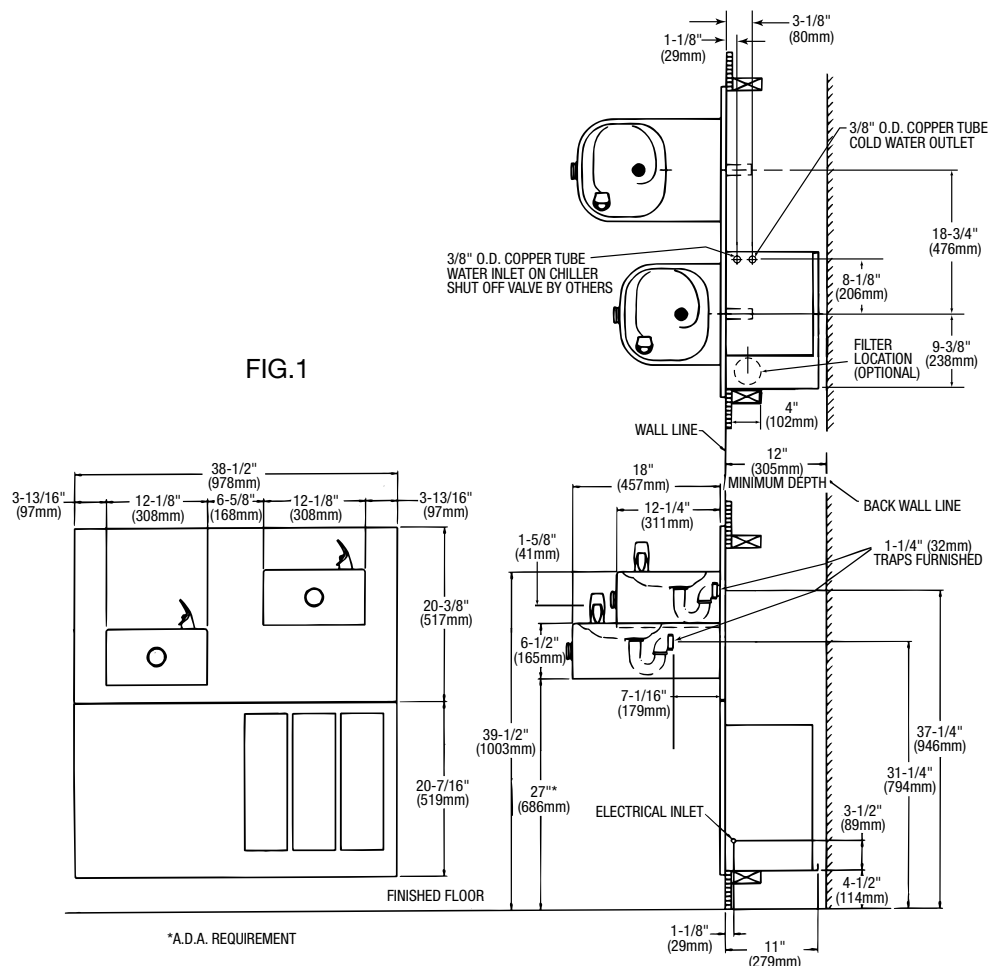 3-1/8"
(80mm)
1-1/8"
(29mm)
3/8" O.D. COPPER TUBE
COLD WATER OUTLET
18-3/4"
(476mm)
3/8" O.D. COPPER TUBE
WATER INLET ON CHILLER
SHUT OFF VALVE BY OTHERS
8-1/8"
(206mm)
FIG.1
FILTER
LOCATION
(OPTIONAL)
9-3/8"
(238mm)
4"
(102mm)
WALL LINE
12"
(305mm)
MINIMUM DEPTH
BACK WALL LINE
38-1/2"
(978mm)
3-13/16"
(97mm)
12-1/8"
(308mm)
6-5/8"
(168mm)
12-1/8"
(308mm)
3-13/16"
(97mm)
18"
(457mm)
12-1/4"
(311mm)
1-5/8"
(41mm)
1-1/4" (32mm)
TRAPS FURNISHED
20-3/8"
(517mm)
6-1/2"
(165mm)
7-1/16"
(179mm)
39-1/2"
(1003mm)
37-1/4"
(946mm)
31-1/4"
(794mm)
20-7/16"
(519mm)
27"*
(686mm)
ELECTRICAL INLET
3-1/2"
(89mm)
4-1/2"
(114mm)
FINISHED FLOOR
*A.D.A. REQUIREMENT
1-1/8"
(29mm)
11"
(279mm)